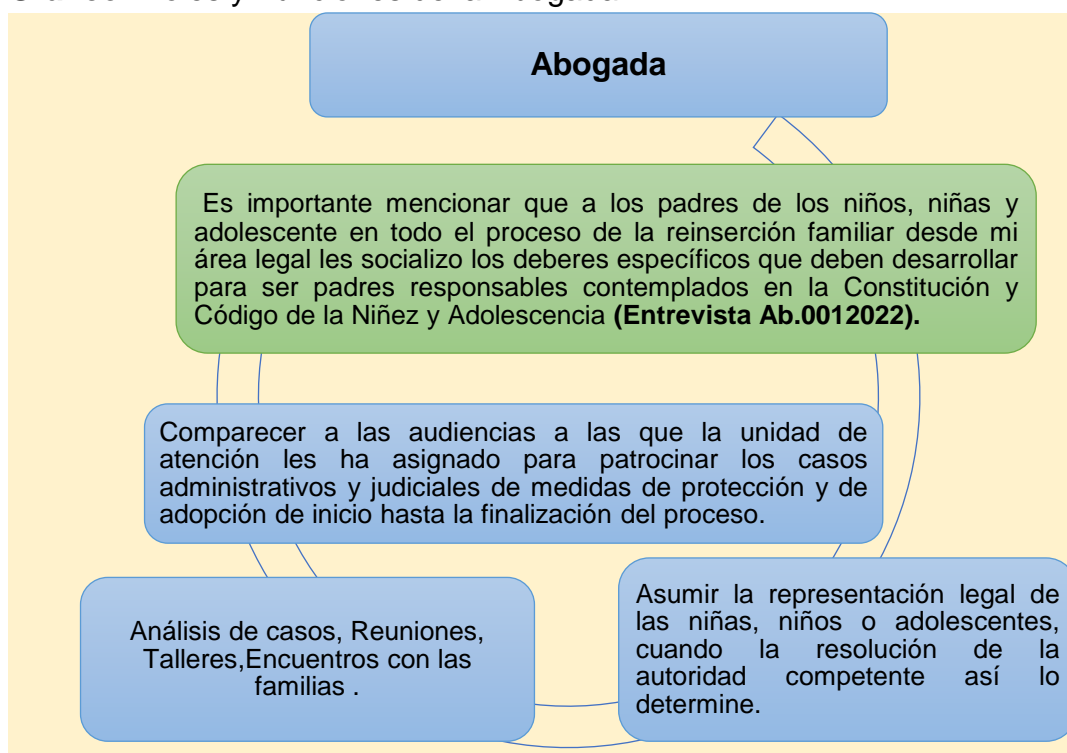 Abogada
Es importante mencionar que a los padres de los niños, niñas y
adolescente en todo el proceso de la reinserción familiar desde mi
área legal les socializo los deberes específicos que deben desarrollar
para ser padres responsables contemplados en la Constitución y
Código de la Niñez y Adolescencia (Entrevista Ab.0012022).
Comparecer a las audiencias a las que la unidad de
atención les ha asignado para patrocinar los casos
administrativos y judiciales de medidas de protección y de
adopción de inicio hasta la finalización del proceso.
Análisis de casos, Reuniones,
Talleres,Encuentros con las
familias .
Asumir la representación legal de
las niñas, niños o adolescentes,
cuando la resolución de la
autoridad competente así lo
determine.